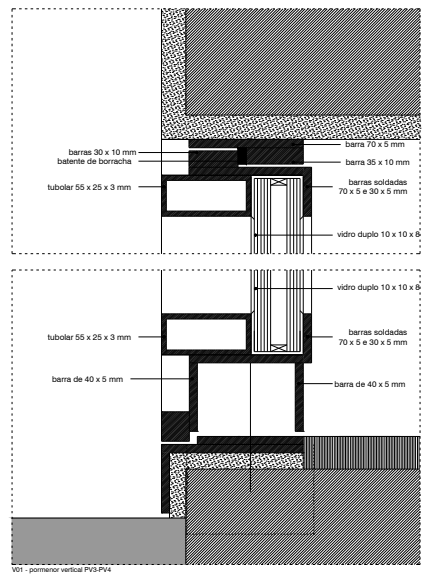 barra 70 x 5 mm
barras 30 x 10 mm
batente de borracha
barra 35 x 10 mm
tubolar 55 x 25 x 3 mm
barras soldadas
70 x 5 e 30 x 5 mm
vidro duplo 10 x 10 x 8
vidro duplo 10 x 10 x 8
tubolar 55 x 25 x 3 mm
barras soldadas
70 x 5 e 30 x 5 mm
barra de 40 x 5 mm
barra de 40 x 5 mm
V01 - pormenor vertical PV3-PV4